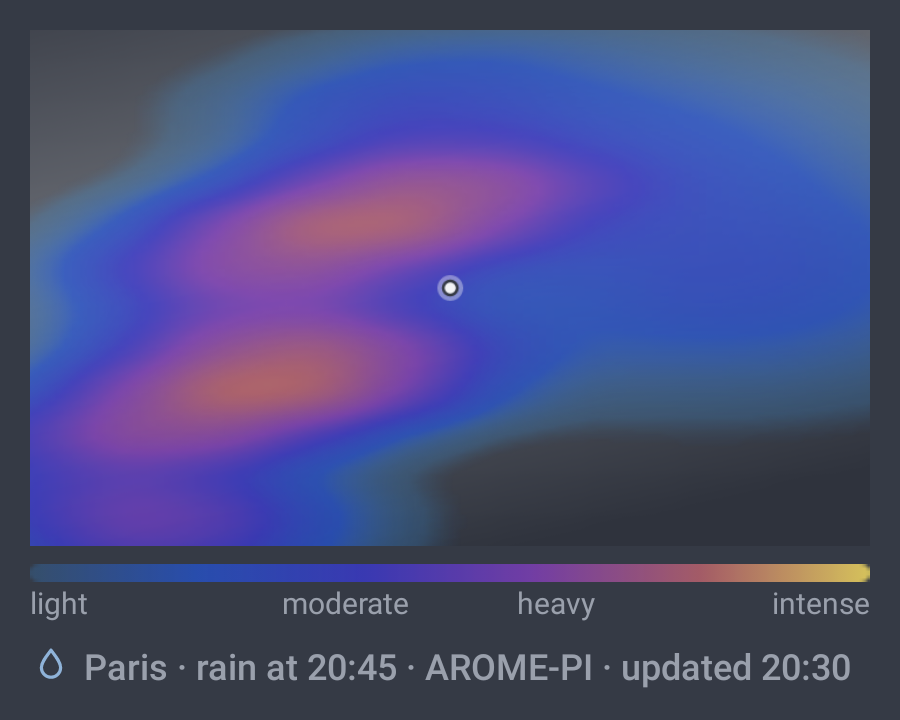 light moderate heavy intense
Paris · rain at 20:45 · AROME-PI · updated 20:30